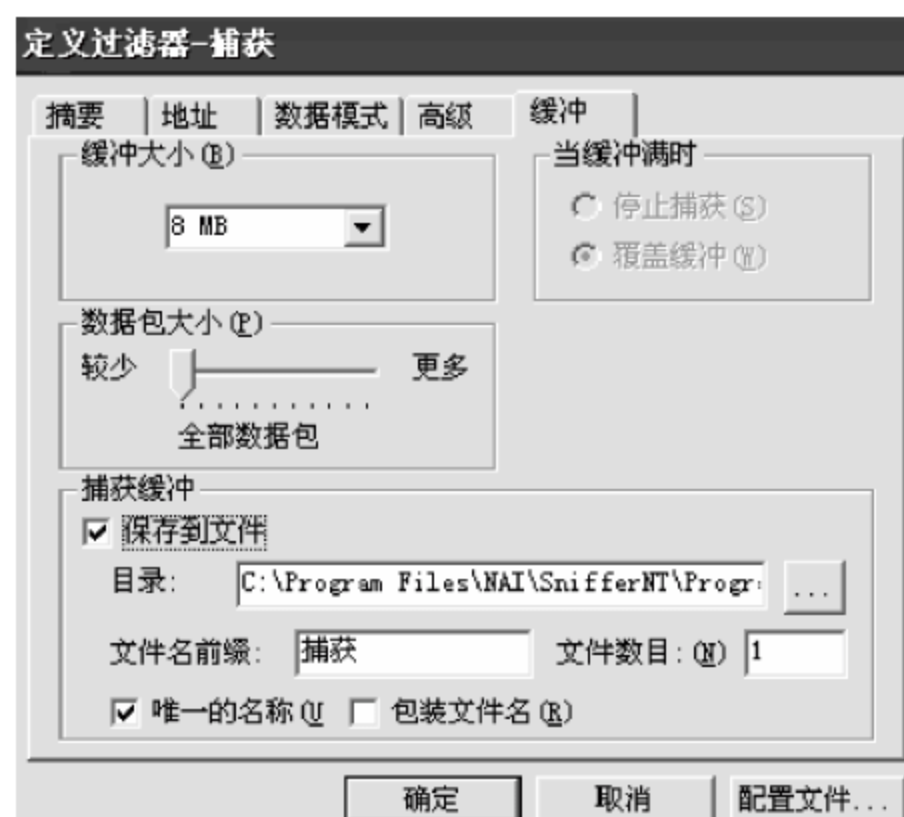 定义过滤器-捕获
摘要 地址 数据模式 高级 缓冲
缓冲大小(B)
8 MB
当缓冲满时
停止捕获(S)
覆盖缓冲(W)
数据包大小(P)
较少 更多
全部数据包
捕获缓冲
保存到文件
目录: C:\Program Files\NAI\SnifferNT\Progr ...
文件名前缀: 捕获 文件数目:(N) 1
唯一的名称(U 包装文件名(R)
确定 取消 配置文件...